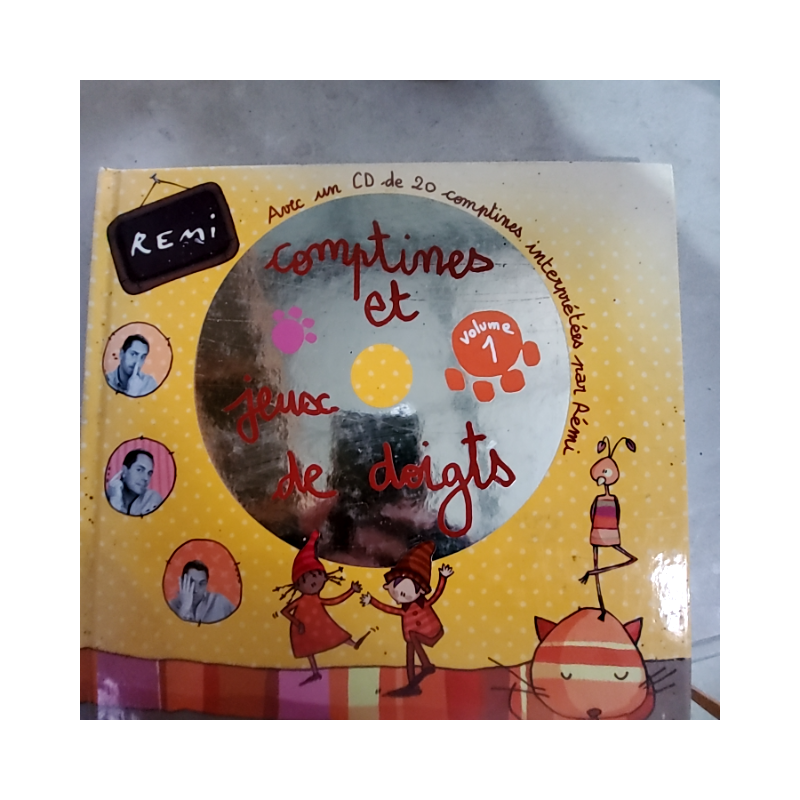 REMi
Avec un CD de 20 comptines interprétées par Rémi
comptines
et
volume
1
jeux
de doigts